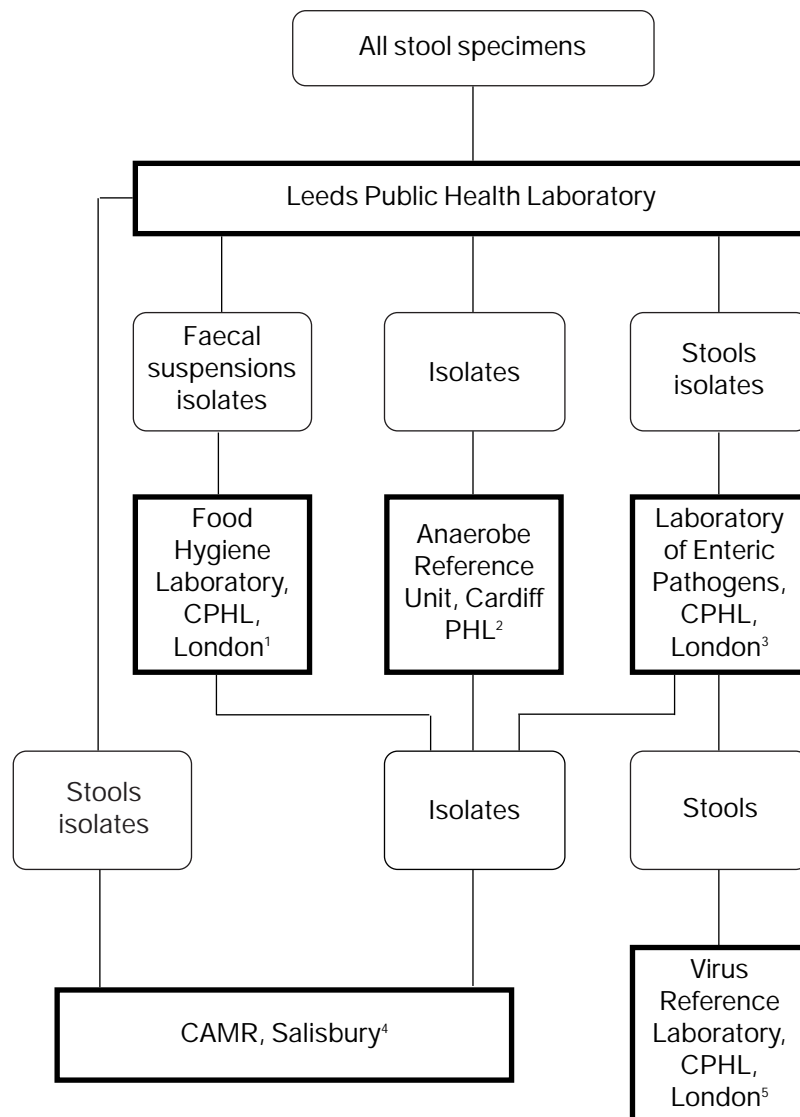 All stool specimens
Leeds Public Health Laboratory
Faecal
suspensions
isolates
Isolates
Stools
isolates
Food
Hygiene
Laboratory,
CPHL,
London¹
Anaerobe
Reference
Unit, Cardiff
PHL²
Laboratory
of Enteric
Pathogens,
CPHL,
London³
Stools
isolates
Isolates
Stools
CAMR, Salisbury⁴
Virus
Reference
Laboratory,
CPHL,
London⁵